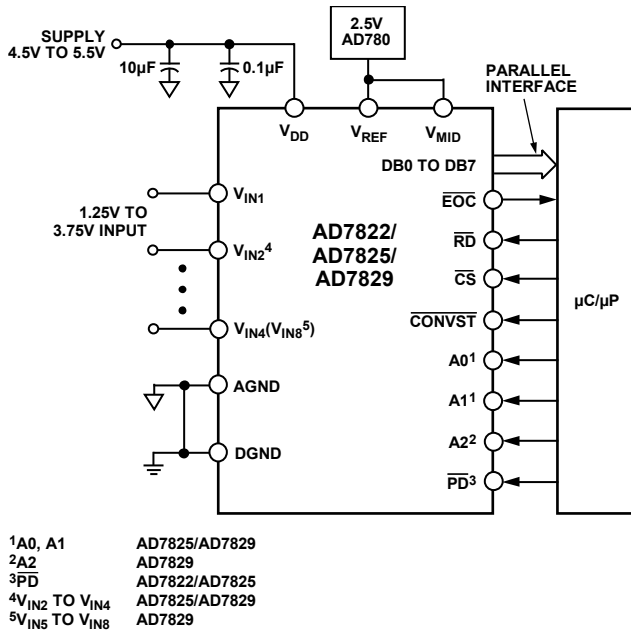 SUPPLY
4.5V TO 5.5V
10µF
0.1µF
2.5V
AD780
PARALLEL
INTERFACE
VDD
VREF
VMID
DB0 TO DB7
VIN1
EOC
1.25V TO
3.75V INPUT
AD7822/
AD7825/
AD7829
RD
VIN2⁴
CS
µC/µP
VIN4(VIN8⁵)
CONVST
A0¹
AGND
A1¹
DGND
A2²
PD³
¹A0, A1 AD7825/AD7829
²A2 AD7829
³PD AD7822/AD7825
⁴VIN2 TO VIN4 AD7825/AD7829
⁵VIN5 TO VIN8 AD7829